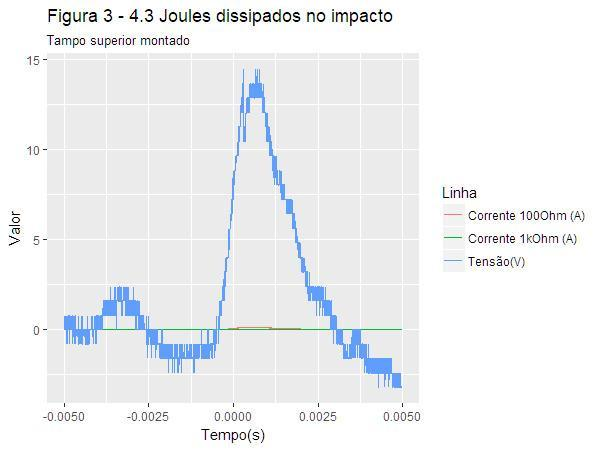 Figura 3 - 4.3 Joules dissipados no impacto
Tampo superior montado
15
10
5
0
Valor
-0.0050
-0.0025
0.0000
0.0025
0.0050
Tempo(s)
Linha
Corrente 100Ohm (A)
Corrente 1kOhm (A)
Tensão(V)